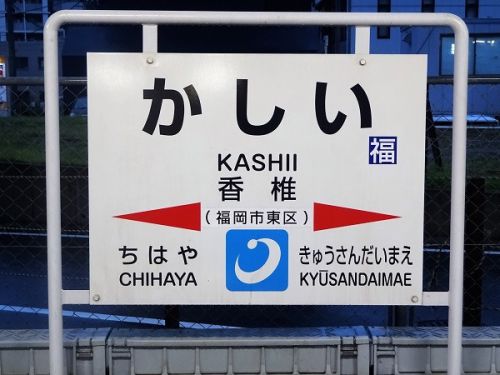 かしい
福
KASHII
香椎
(福岡市東区)
ちはや
CHIHAYA
きゅうさんだいまえ
KYŪSANDAIMAE